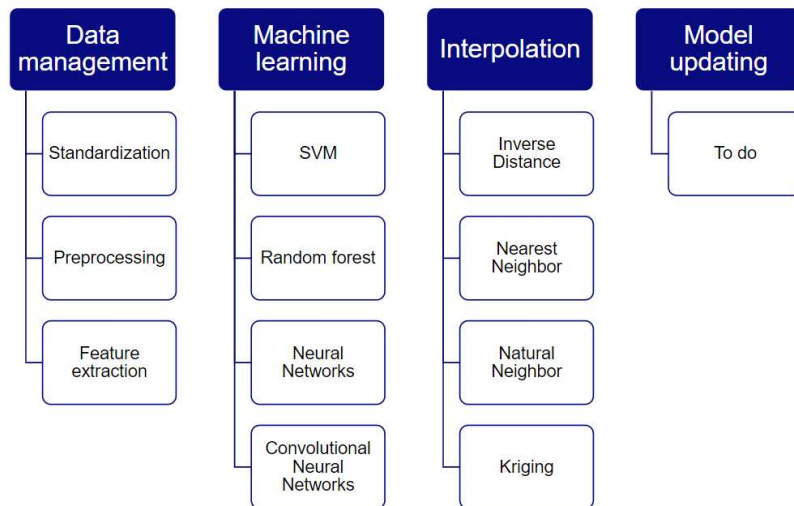 Data
management
Standardization
Preprocessing
Feature
extraction
Machine
learning
SVM
Random forest
Neural
Networks
Convolutional
Neural
Networks
Interpolation
Inverse
Distance
Nearest
Neighbor
Natural
Neighbor
Kriging
Model
updating
To do